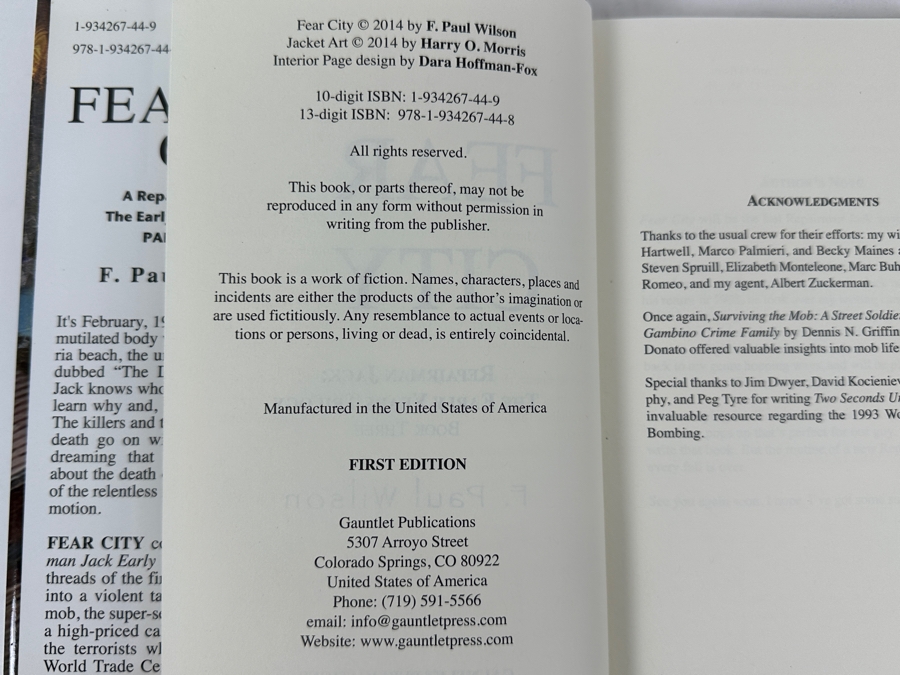 1-934267-44-9
978-1-934267-44
FEA
A Rep
The Earl
PA
F. Pau
It's February, 19
mutilated body
ria beach, the u
dubbed “The
Jack knows who
learn why and,
The killers and t
death go on w
dreaming that
about the death
of the relentless
motion.
FEAR CITY co
man Jack Early
threads of the fi
into a violent ta
mob, the super-s
a high-priced ca
the terrorists w
World Trade Ce
Fear City © 2014 by F. Paul Wilson
Jacket Art © 2014 by Harry O. Morris
Interior Page design by Dara Hoffman-Fox
10-digit ISBN: 1-934267-44-9
13-digit ISBN: 978-1-934267-44-8
All rights reserved.
This book, or parts thereof, may not be
reproduced in any form without permission in
writing from the publisher.
This book is a work of fiction. Names, characters, places and
incidents are either the products of the author’s imagination or
are used fictitiously. Any resemblance to actual events or loca-
tions or persons, living or dead, is entirely coincidental.
Manufactured in the United States of America
FIRST EDITION
Gauntlet Publications
5307 Arroyo Street
Colorado Springs, CO 80922
United States of America
Phone: (719) 591-5566
email: info@gauntletpress.com
Website: www.gauntletpress.com
ACKNOWLEDGMENTS
Thanks to the usual crew for their efforts: my wi
Hartwell, Marco Palmieri, and Becky Maines
Steven Spruill, Elizabeth Monteleone, Marc Buh
Romeo, and my agent, Albert Zuckerman.
Once again, Surviving the Mob: A Street Soldie
Gambino Crime Family by Dennis N. Griffin
Donato offered valuable insights into mob life
Special thanks to Jim Dwyer, David Kocieniev
phy, and Peg Tyre for writing Two Seconds Un
invaluable resource regarding the 1993 Wo
Bombing.